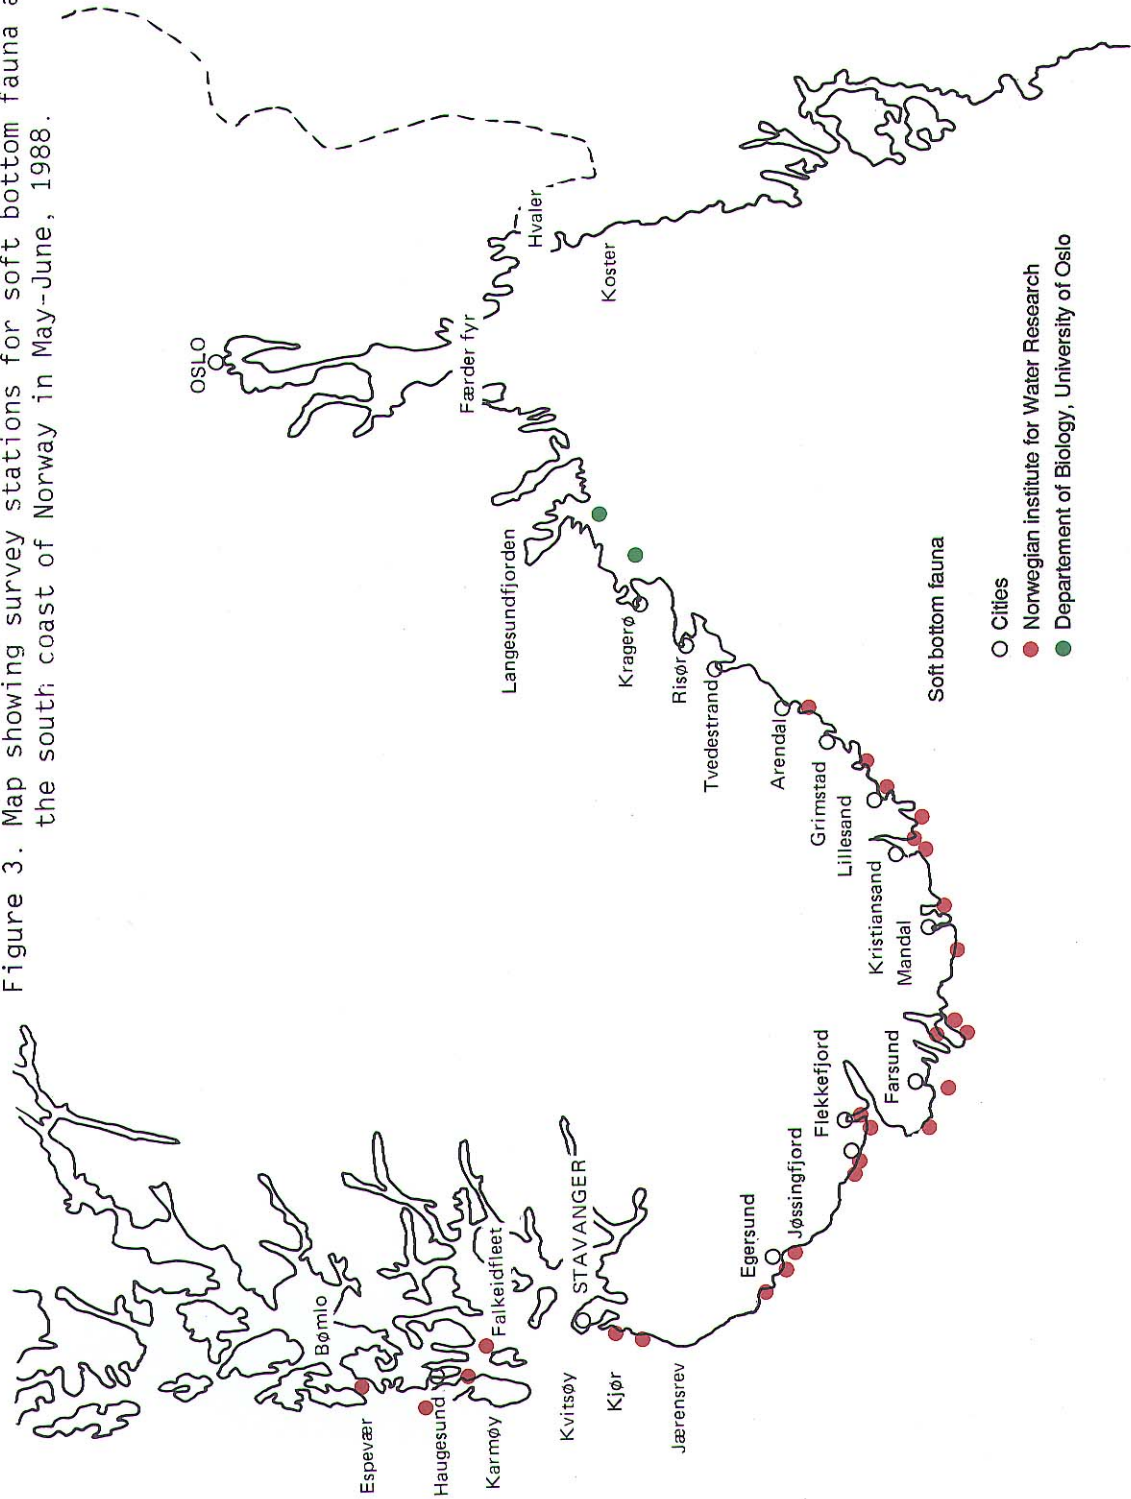 Figure 3. Map showing survey stations for soft bottom fauna
the south coast of Norway in May-June, 1988.
OSLO
Færder fyr
Hvaler
Koster
Langesundfjorden
Kragerø
Risør
Tvedestrand
Arendal
Grimstad
Lillesand
Kristiansand
Mandal
Farsund
Flekkefjord
Jøssingfjord
Egersund
STAVANGER
Falkeidfleet
Bømlo
Espevær
Haugesund
Karmøy
Kvitsøy
Kjør
Jærensrev
Soft bottom fauna
Cities
Norwegian institute for Water Research
Departement of Biology, University of Oslo